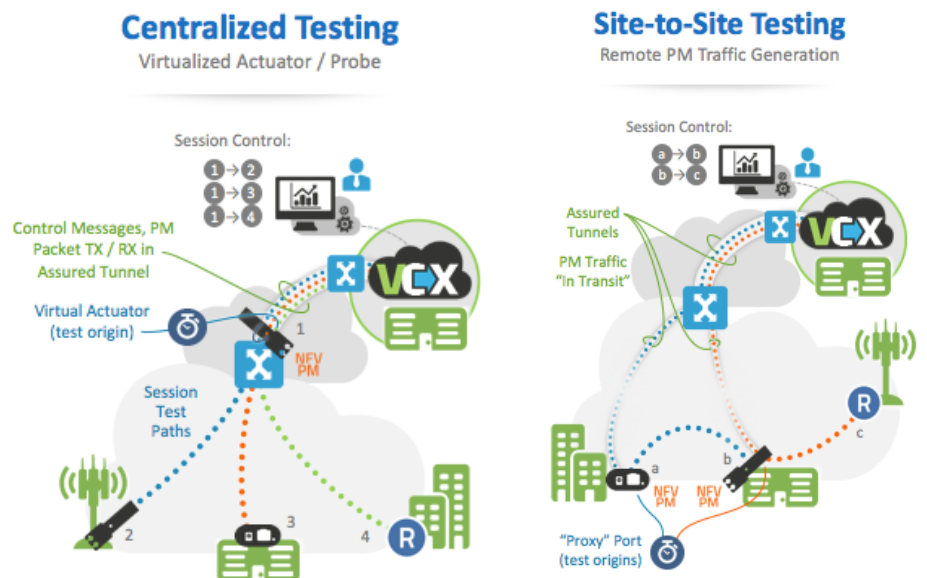 Centralized Testing
Virtualized Actuator / Probe
Session Control:
1→2
1→3
1→4
Control Messages, PM
Packet TX / RX in
Assured Tunnel
VCX
Virtual Actuator
(test origin)
1
NFV
PM
Session
Test
Paths
2
3
4
R
Site-to-Site Testing
Remote PM Traffic Generation
Session Control:
a→b
b→c
Assured
Tunnels
VCX
PM Traffic
"In Transit"
R
c
a
b
NFV
PM
NFV
PM
"Proxy" Port
(test origins)